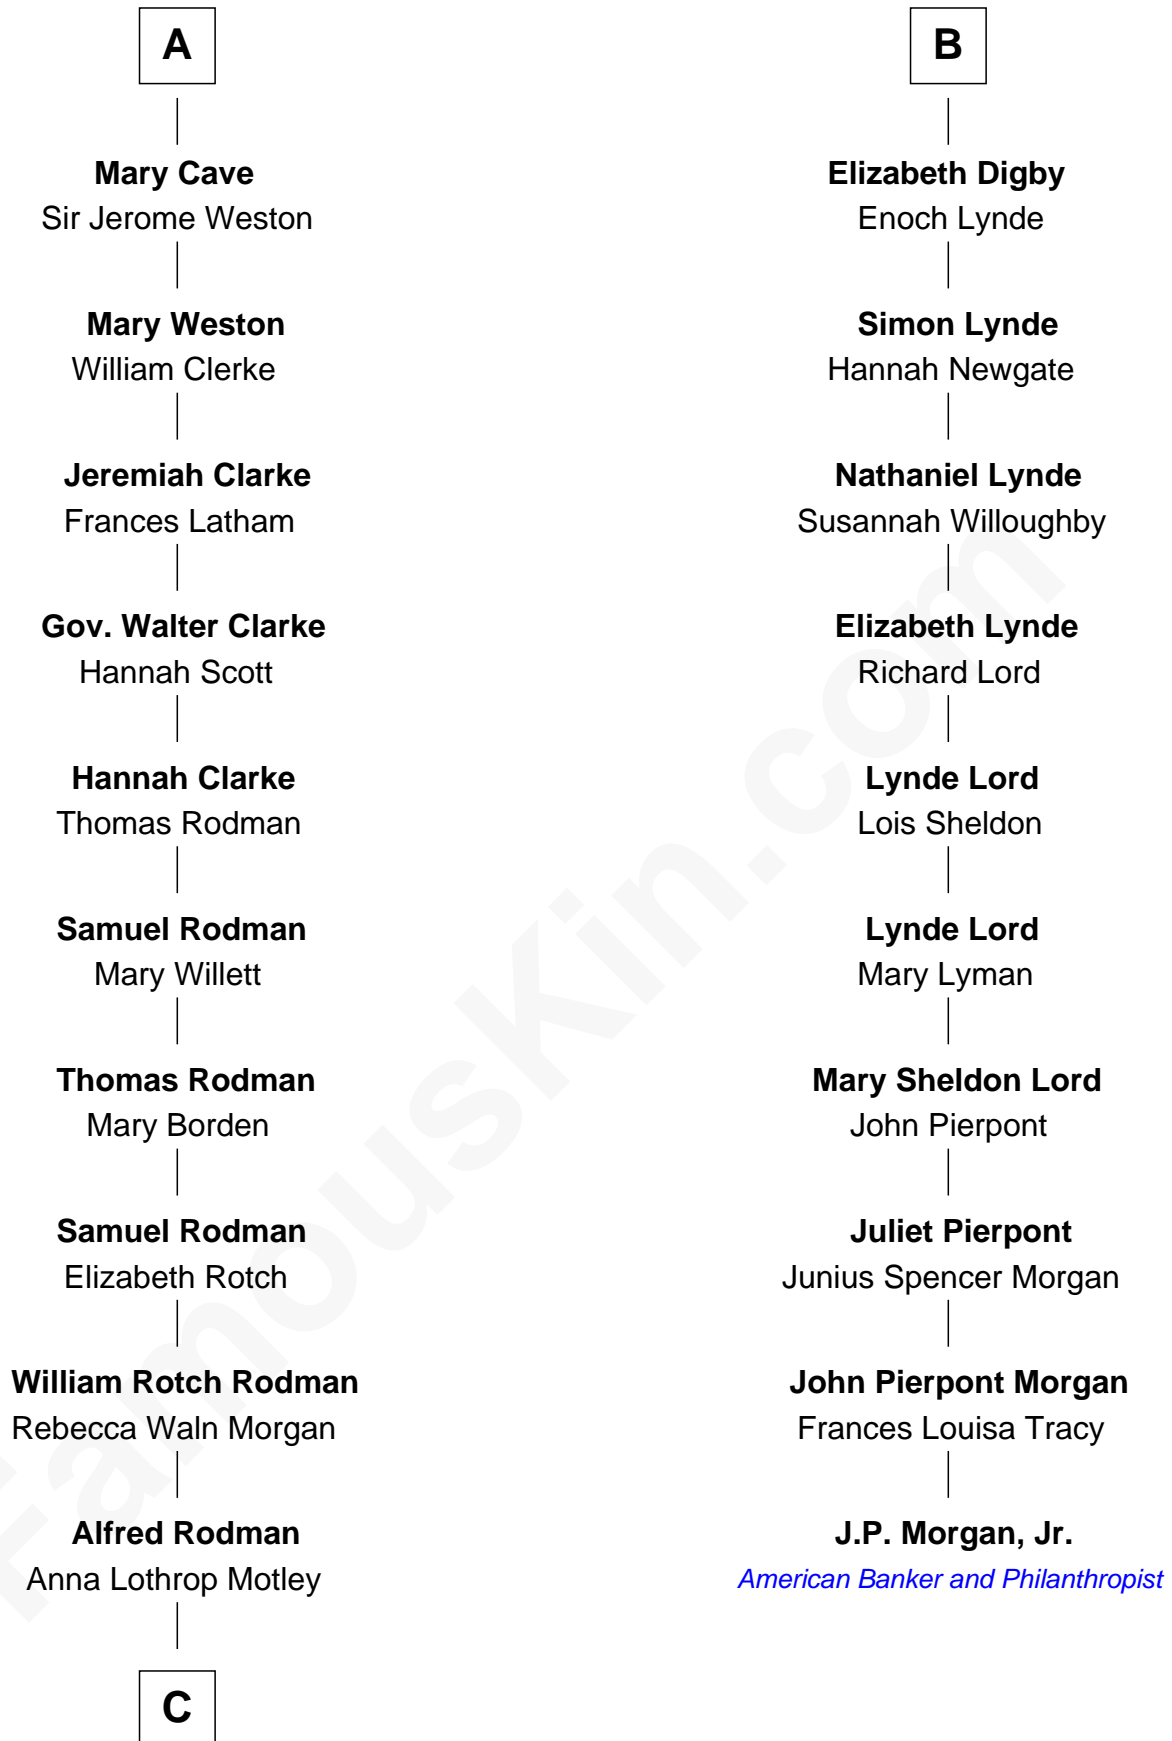 A
Mary Cave
Sir Jerome Weston
Mary Weston
William Clerke
Jeremiah Clarke
Frances Latham
Gov. Walter Clarke
Hannah Scott
Hannah Clarke
Thomas Rodman
Samuel Rodman
Mary Willett
Thomas Rodman
Mary Borden
Samuel Rodman
Elizabeth Rotch
William Rotch Rodman
Rebecca Waln Morgan
Alfred Rodman
Anna Lothrop Motley
C
B
Elizabeth Digby
Enoch Lynde
Simon Lynde
Hannah Newgate
Nathaniel Lynde
Susannah Willoughby
Elizabeth Lynde
Richard Lord
Lynde Lord
Lois Sheldon
Lynde Lord
Mary Lyman
Mary Sheldon Lord
John Pierpont
Juliet Pierpont
Junius Spencer Morgan
John Pierpont Morgan
Frances Louisa Tracy
J.P. Morgan, Jr.
American Banker and Philanthropist
FamousKin.com